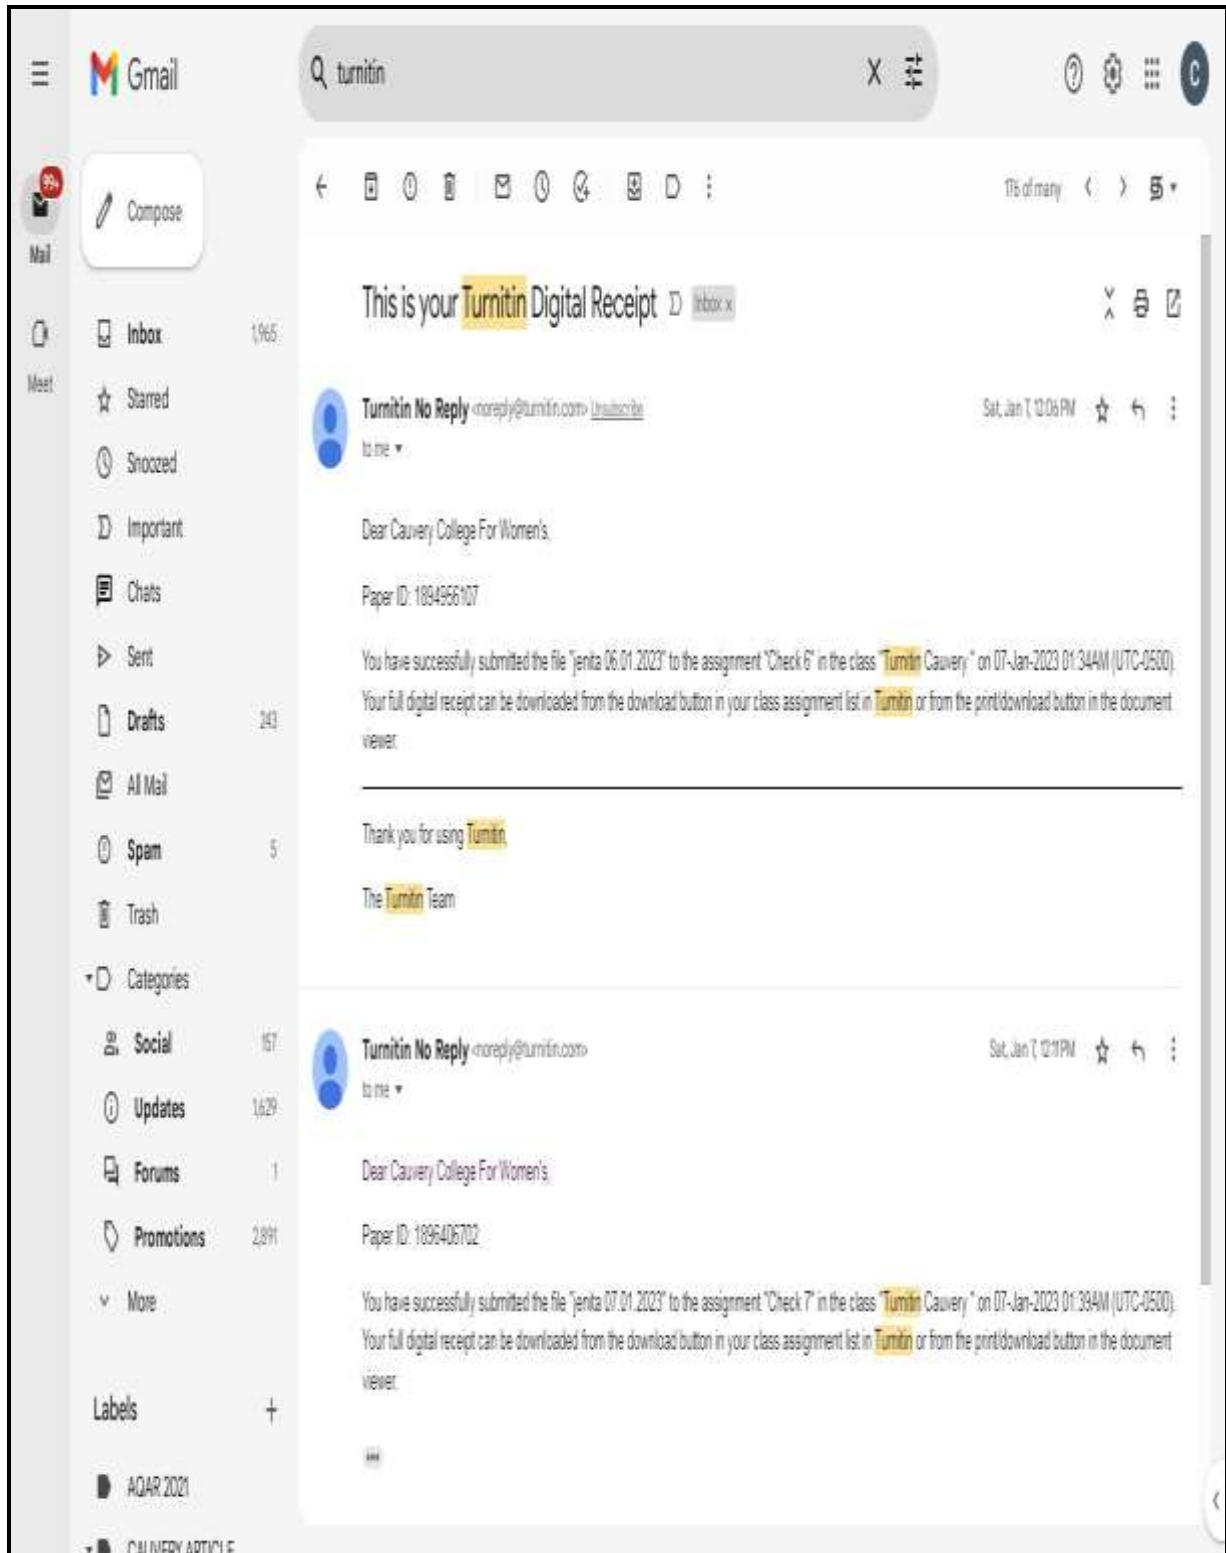 Gmail
turnitin
C
99+
Mail
Meet
Compose
Inbox 1,965
Starred
Snoozed
Important
Chats
Sent
Drafts 243
All Mail
Spam 5
Trash
Categories
Social 157
Updates 1,629
Forums 1
Promotions 2,891
More
Labels +
AQAR 2021
CAUVERY ARTICLE
176 of many
This is your Turnitin Digital Receipt Inbox x
Turnitin No Reply <noreply@turnitin.com> Unsubscribe Sat, Jan 7, 12:06 PM
to me
Dear Cauvery College For Women's,
Paper ID: 1894956107
You have successfully submitted the file "jenita 06.01.2023" to the assignment "Check 6" in the class "Turnitin Cauvery " on 07-Jan-2023 01:34AM (UTC-0500).
Your full digital receipt can be downloaded from the download button in your class assignment list in Turnitin or from the print/download button in the document
viewer.
Thank you for using Turnitin,
The Turnitin Team
Turnitin No Reply <noreply@turnitin.com> Sat, Jan 7, 12:11 PM
to me
Dear Cauvery College For Women's,
Paper ID: 1896406702
You have successfully submitted the file "jenita 07.01.2023" to the assignment "Check 7" in the class "Turnitin Cauvery " on 07-Jan-2023 01:39AM (UTC-0500).
Your full digital receipt can be downloaded from the download button in your class assignment list in Turnitin or from the print/download button in the document
viewer.